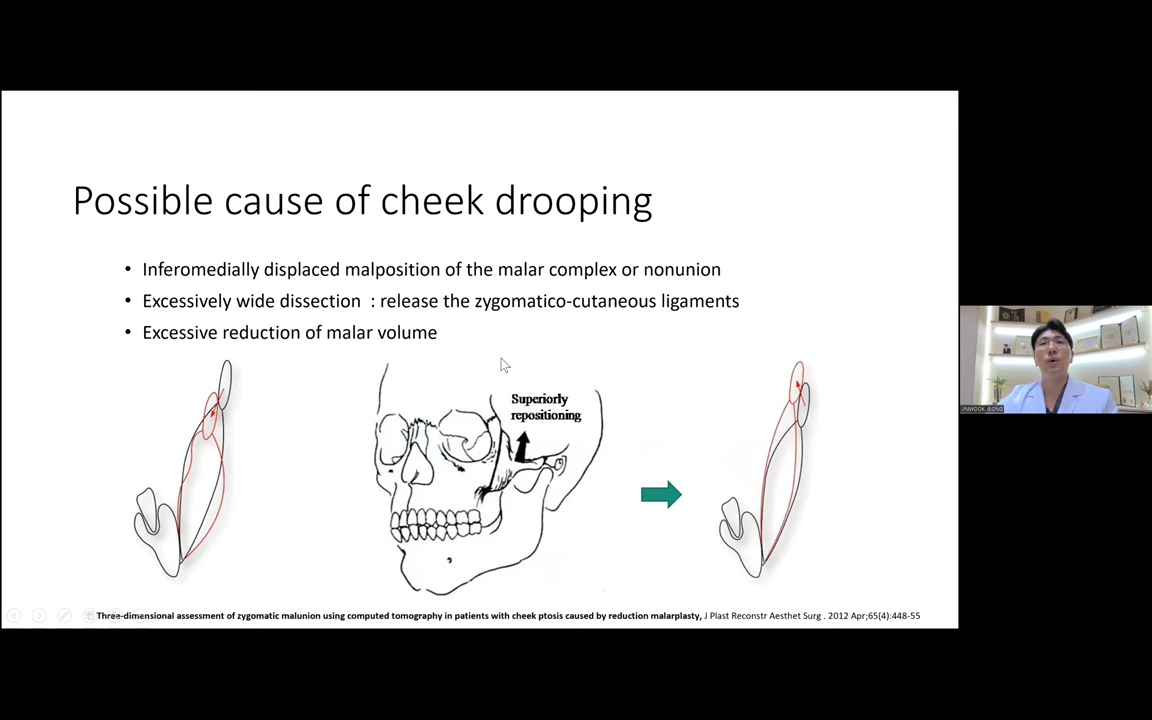 Possible cause of cheek drooping
• Inferomedially displaced malposition of the malar complex or nonunion
• Excessively wide dissection : release the zygomatico-cutaneous ligaments
• Excessive reduction of malar volume
Superiorly
repositioning
JINWOOK JEONG
Three-dimensional assessment of zygomatic malunion using computed tomography in patients with cheek ptosis caused by reduction malarplasty, J Plast Reconstr Aesthet Surg . 2012 Apr;65(4):448-55